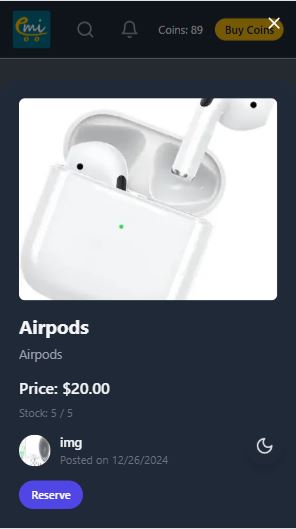 emi
Coins: 89
Buy Coins
Airpods
Airpods
Price: $20.00
Stock: 5 / 5
img
Posted on 12/26/2024
Reserve